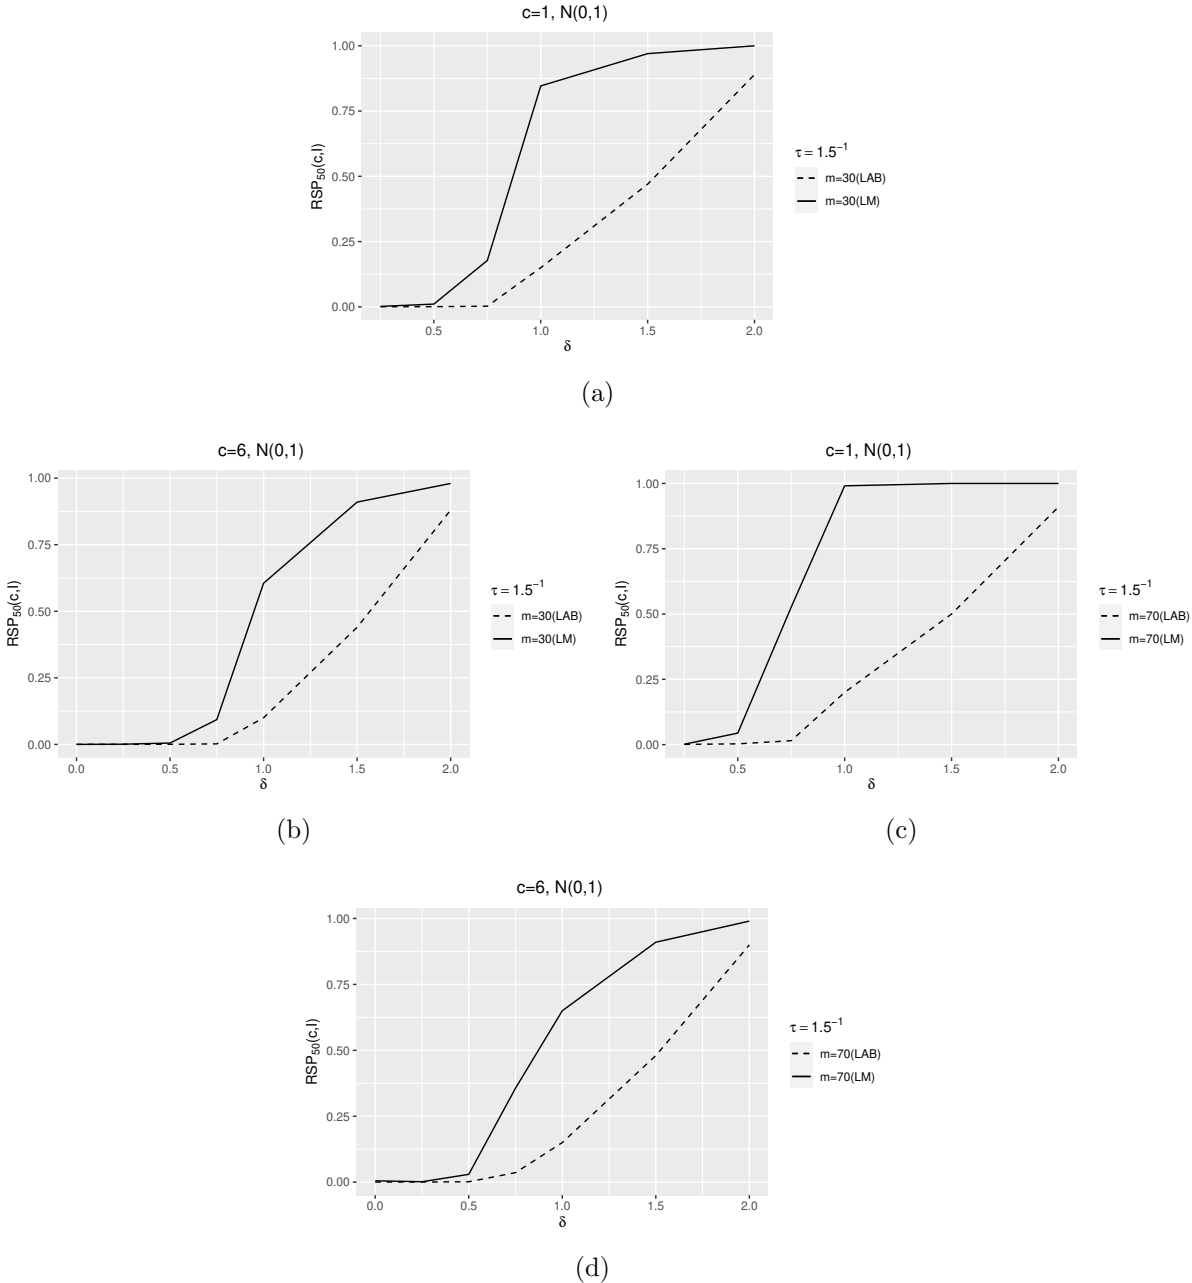 c=1, N(0,1)
1.00
0.75
0.50
0.25
0.00
RSP50(c,I)
0.5 1.0 1.5 2.0
δ
τ = 1.5⁻¹
m=30(LAB)
m=30(LM)
(a)
c=6, N(0,1)
1.00
0.75
0.50
0.25
0.00
RSP50(c,I)
0.0 0.5 1.0 1.5 2.0
δ
τ = 1.5⁻¹
m=30(LAB)
m=30(LM)
(b)
c=1, N(0,1)
1.00
0.75
0.50
0.25
0.00
RSP50(c,I)
0.5 1.0 1.5 2.0
δ
τ = 1.5⁻¹
m=70(LAB)
m=70(LM)
(c)
c=6, N(0,1)
1.00
0.75
0.50
0.25
0.00
RSP50(c,I)
0.0 0.5 1.0 1.5 2.0
δ
τ = 1.5⁻¹
m=70(LAB)
m=70(LM)
(d)